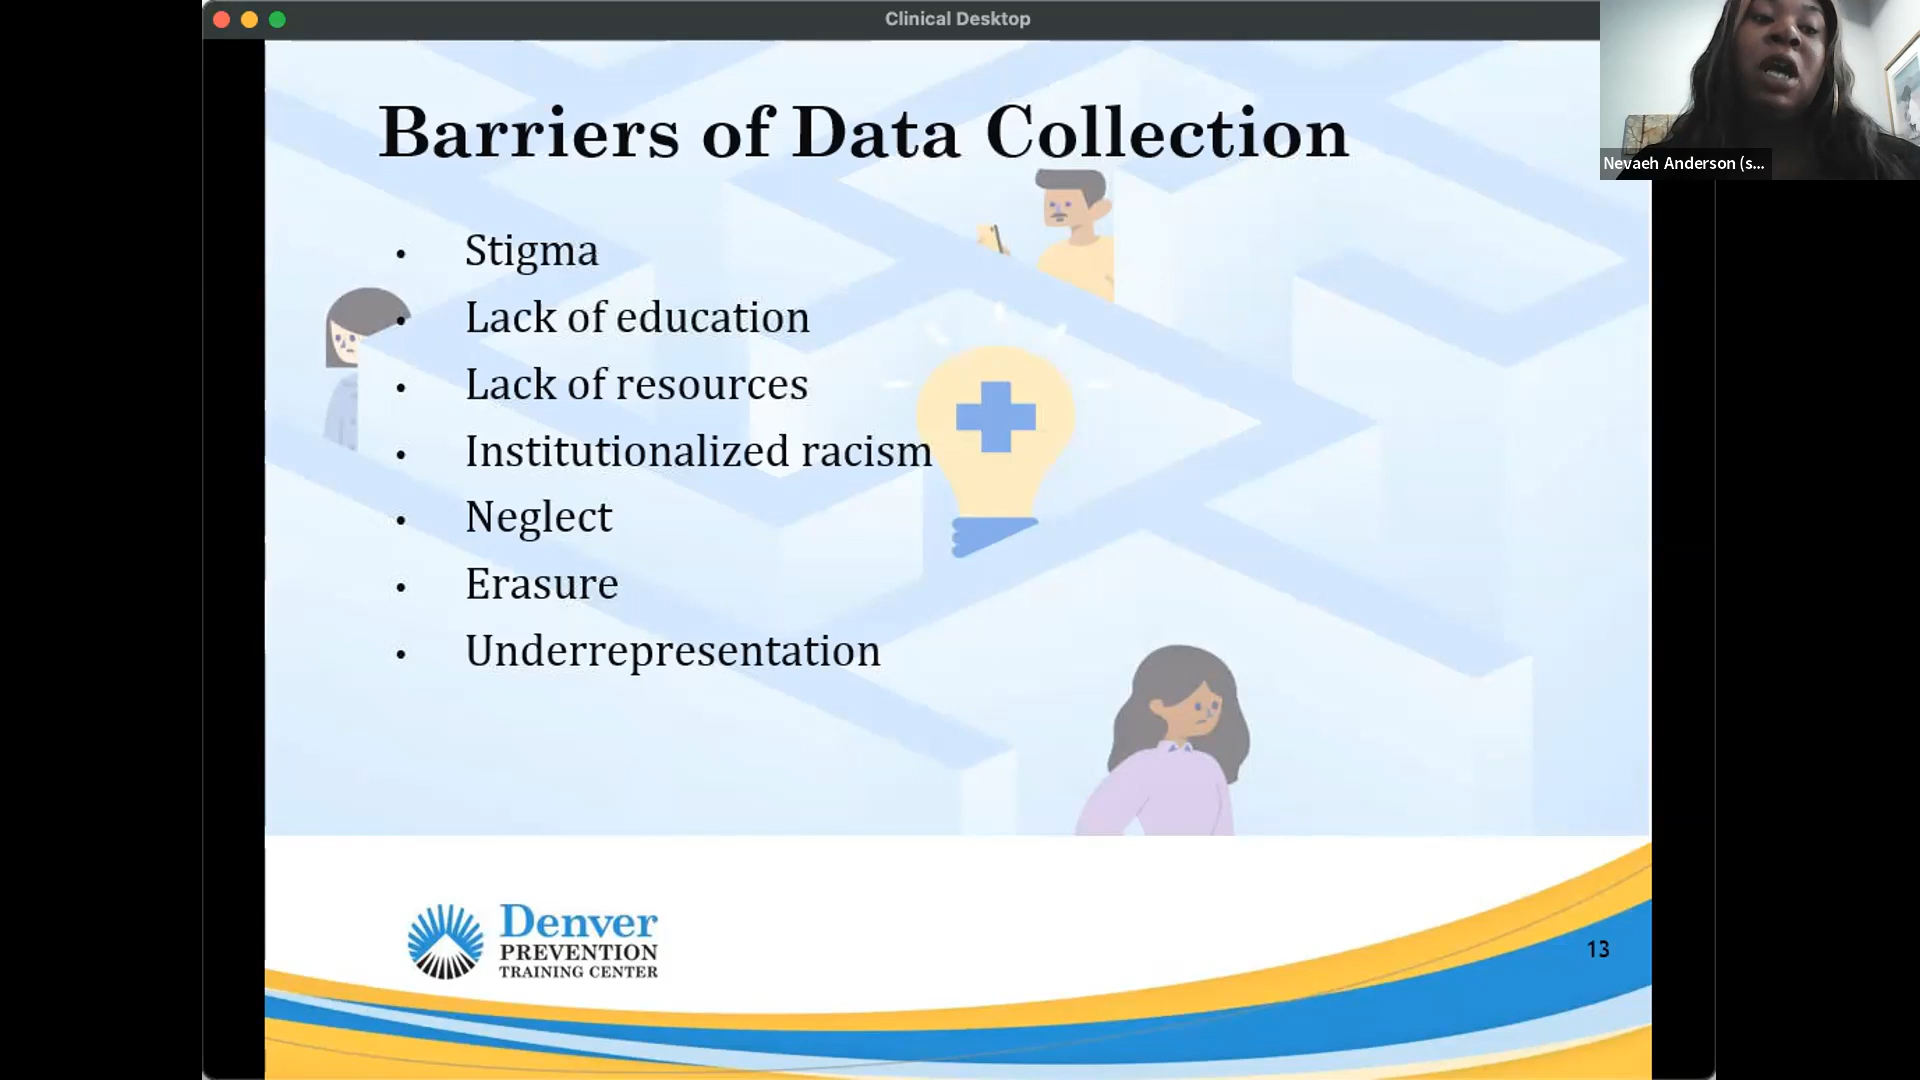 Clinical Desktop
Barriers of Data Collection
Nevaeh Anderson (s...
• Stigma
• Lack of education
• Lack of resources
• Institutionalized racism
• Neglect
• Erasure
• Underrepresentation
Denver
PREVENTION
TRAINING CENTER
13